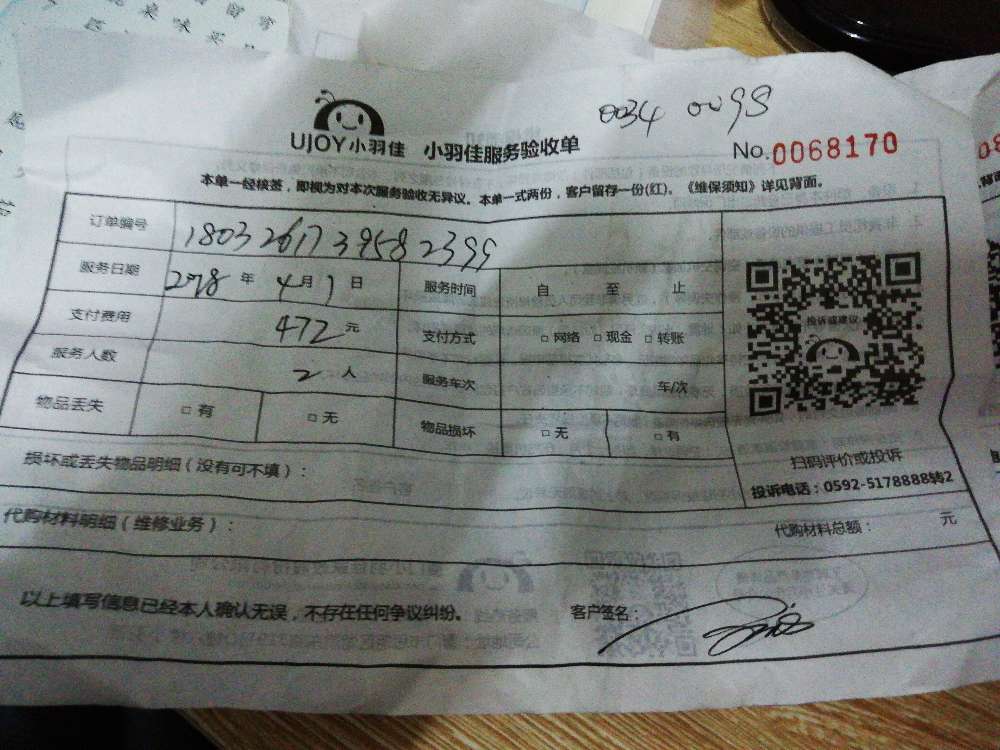 0034 0098
UJOY小羽佳 小羽佳服务验收单 No.0068170
本单一经核签，即视为对本次服务验收无异议。本单一式两份，客户留存一份(红)。《维保须知》详见背面。
订单编号 1803261739582399
服务日期 2018年4月1日 服务时间 自 至 止
支付费用 472元 支付方式 □网络 □现金 □转账
服务人数 2人 服务车次 车/次
物品丢失 □有 □无 物品损坏 □无 □有
投诉或建议
扫码评价或投诉
投诉电话：0592-5178888转2
损坏或丢失物品明细（没有可不填）：
代购材料明细（维修业务）： 代购材料总额： 元
以上填写信息已经本人确认无误，不存在任何争议纠纷。 客户签名：